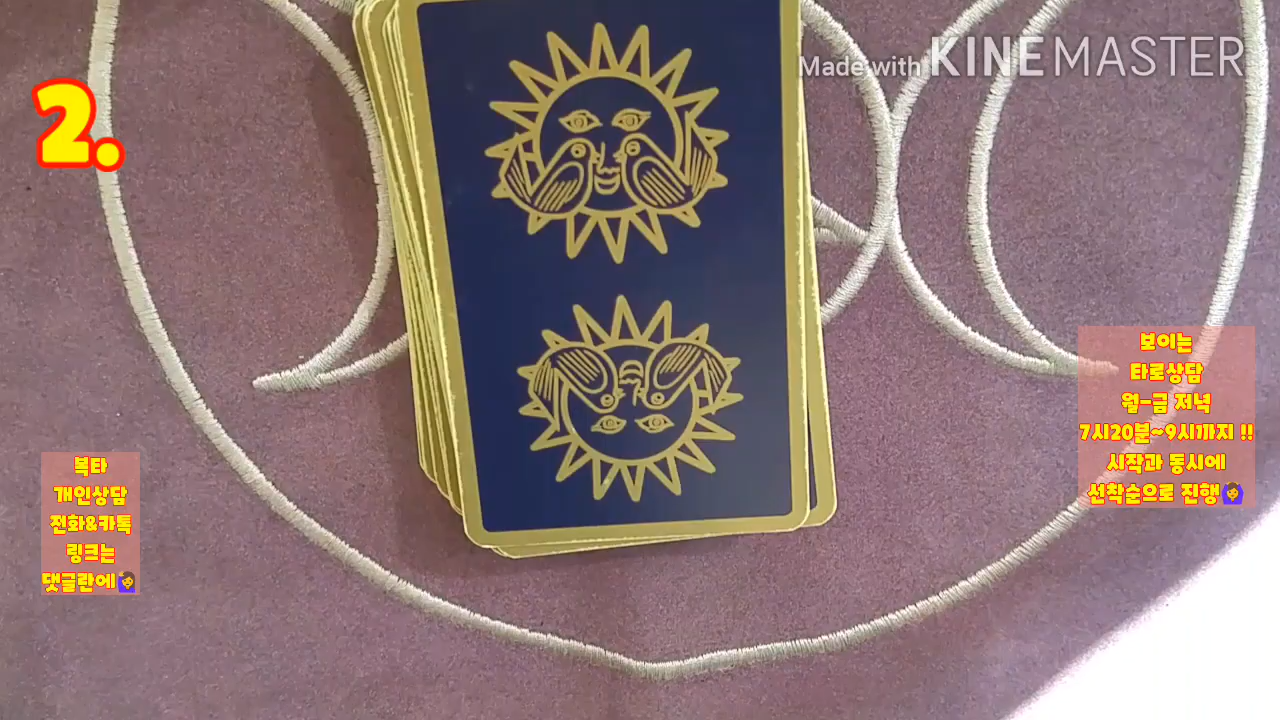 Made with KINEMASTER
2.
보이는
타로상담
월-금 저녁
7시20분~9시까지 !!
시작과 동시에
선착순으로 진행🙋‍♀️
복타
개인상담
전화&카톡
링크는
댓글란에🙋‍♀️